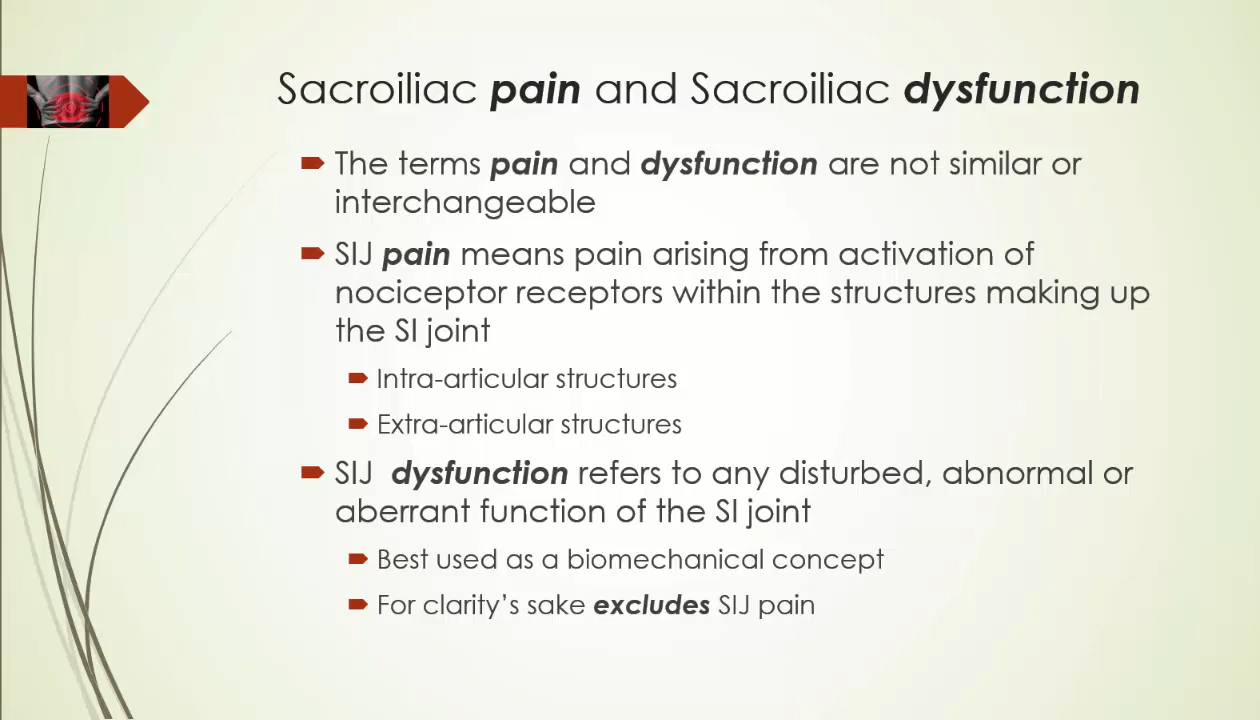 Sacroiliac pain and Sacroiliac dysfunction
The terms pain and dysfunction are not similar or
interchangeable
SIJ pain means pain arising from activation of
nociceptor receptors within the structures making up
the SI joint
Intra-articular structures
Extra-articular structures
SIJ dysfunction refers to any disturbed, abnormal or
aberrant function of the SI joint
Best used as a biomechanical concept
For clarity's sake excludes SIJ pain